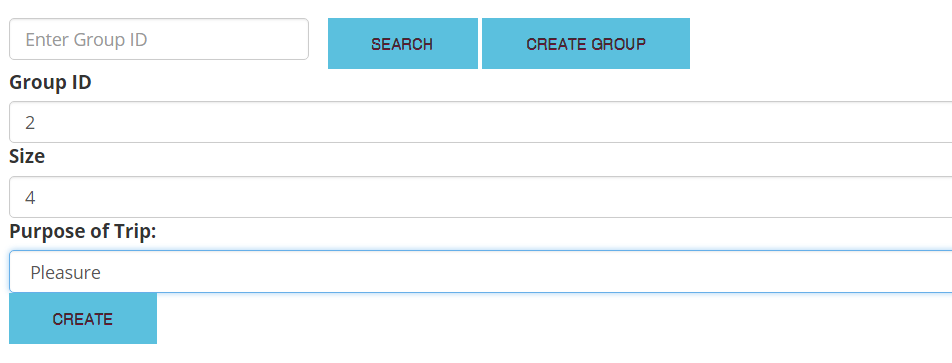 Enter Group ID SEARCH CREATE GROUP
Group ID
2
Size
4
Purpose of Trip:
Pleasure
CREATE